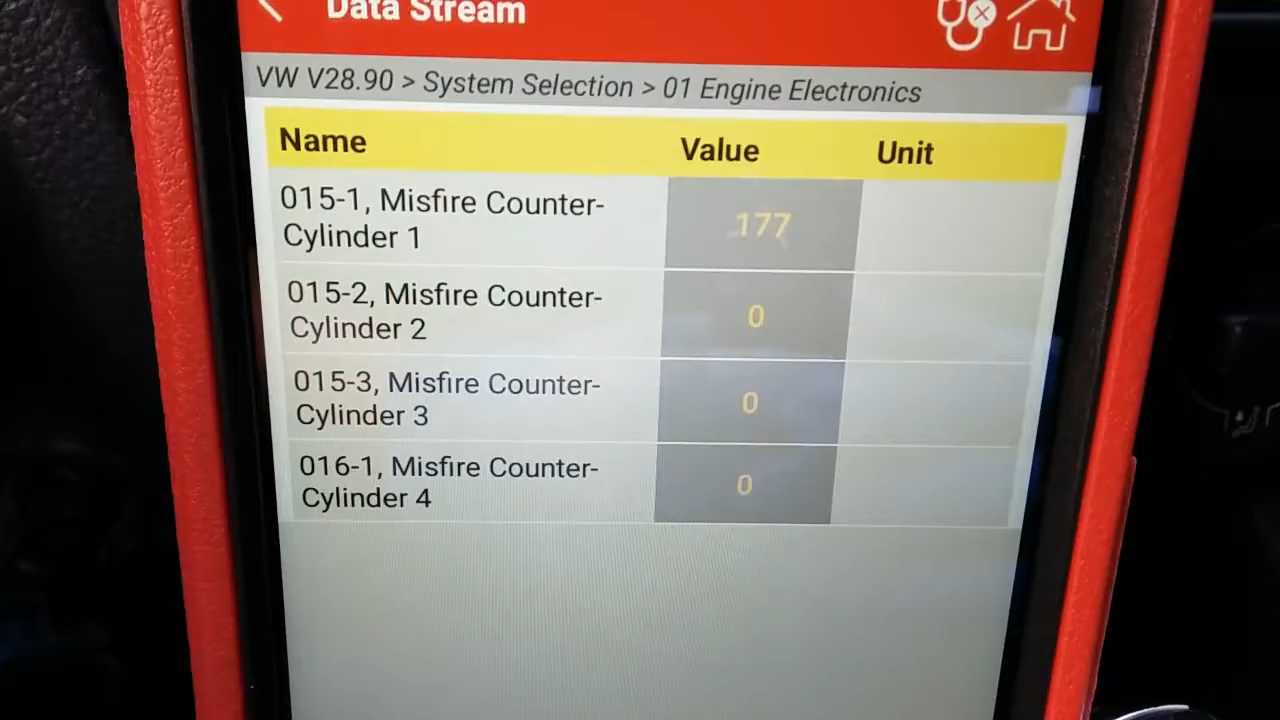 Data Stream
VW V28.90 > System Selection > 01 Engine Electronics
Name Value Unit
015-1, Misfire Counter-
Cylinder 1
177
015-2, Misfire Counter-
Cylinder 2
0
015-3, Misfire Counter-
Cylinder 3
0
016-1, Misfire Counter-
Cylinder 4
0